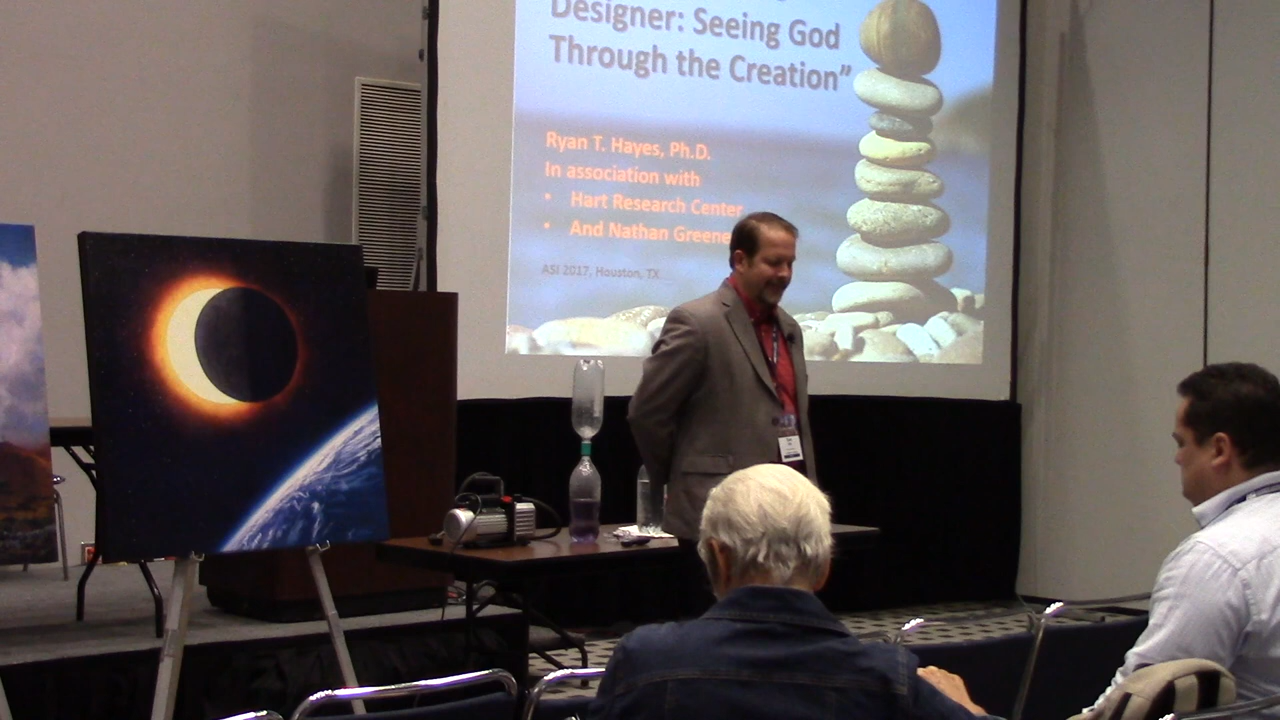 Designer: Seeing God
Through the Creation”
Ryan T. Hayes, Ph.D.
In association with
• Hart Research Center
• And Nathan Greene
ASI 2017, Houston, TX